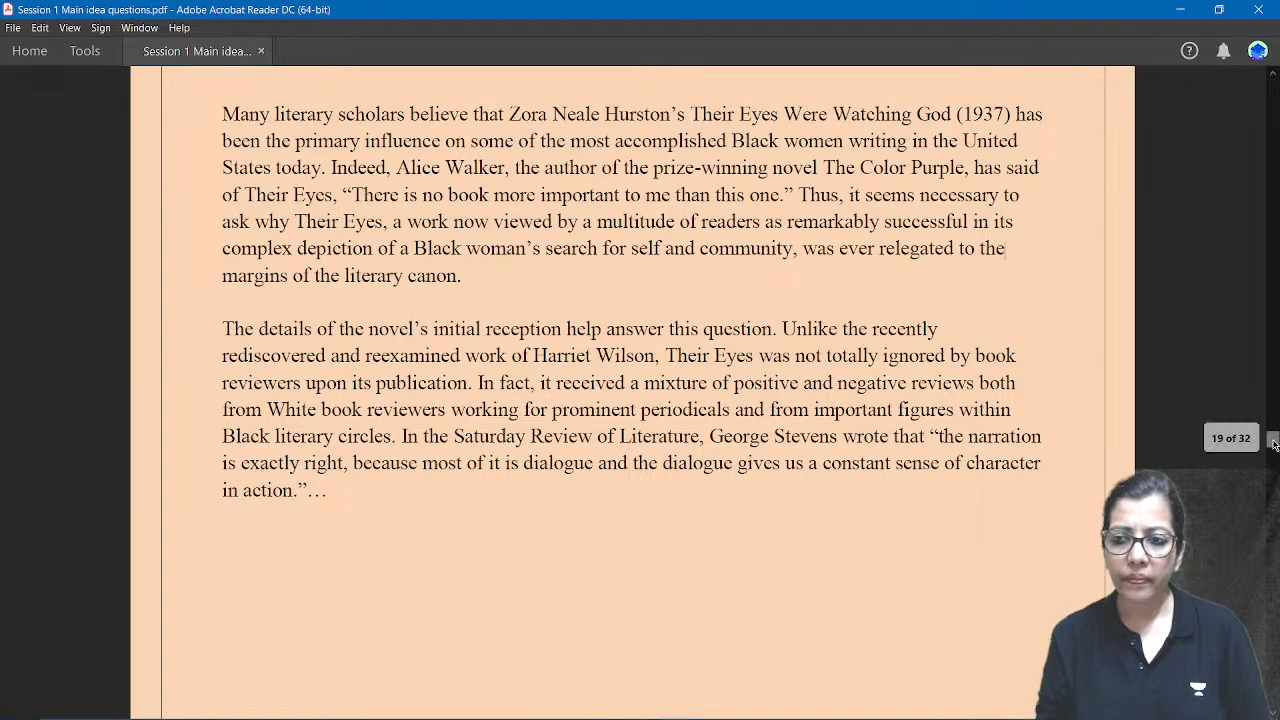 Session 1 Main idea questions.pdf - Adobe Acrobat Reader DC (64-bit)
File Edit View Sign Window Help
Home Tools Session 1 Main idea... ×
Many literary scholars believe that Zora Neale Hurston’s Their Eyes Were Watching God (1937) has
been the primary influence on some of the most accomplished Black women writing in the United
States today. Indeed, Alice Walker, the author of the prize-winning novel The Color Purple, has said
of Their Eyes, “There is no book more important to me than this one.” Thus, it seems necessary to
ask why Their Eyes, a work now viewed by a multitude of readers as remarkably successful in its
complex depiction of a Black woman’s search for self and community, was ever relegated to the
margins of the literary canon.
The details of the novel’s initial reception help answer this question. Unlike the recently
rediscovered and reexamined work of Harriet Wilson, Their Eyes was not totally ignored by book
reviewers upon its publication. In fact, it received a mixture of positive and negative reviews both
from White book reviewers working for prominent periodicals and from important figures within
Black literary circles. In the Saturday Review of Literature, George Stevens wrote that “the narration
is exactly right, because most of it is dialogue and the dialogue gives us a constant sense of character
in action.”…
19 of 32